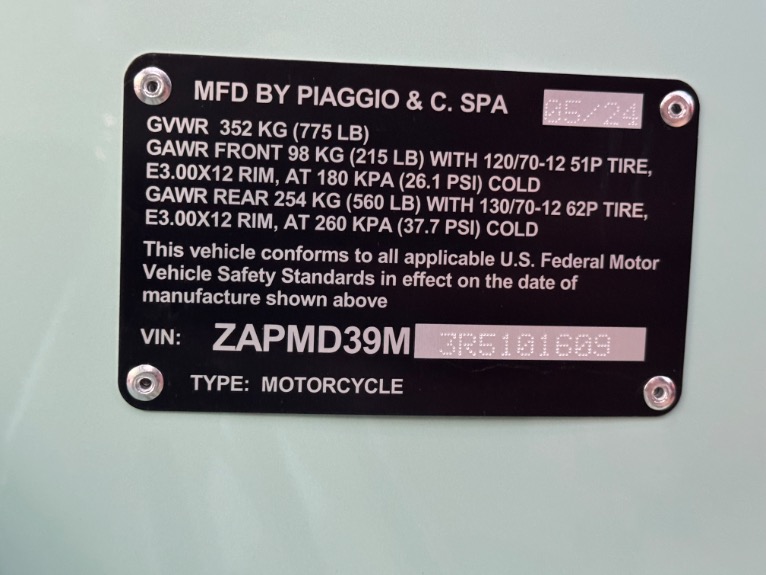 MFD BY PIAGGIO & C. SPA 05/24
GVWR 352 KG (775 LB)
GAWR FRONT 98 KG (215 LB) WITH 120/70-12 51P TIRE,
E3.00X12 RIM, AT 180 KPA (26.1 PSI) COLD
GAWR REAR 254 KG (560 LB) WITH 130/70-12 62P TIRE,
E3.00X12 RIM, AT 260 KPA (37.7 PSI) COLD
This vehicle conforms to all applicable U.S. Federal Motor
Vehicle Safety Standards in effect on the date of
manufacture shown above
VIN: ZAPMD39M 3R5101609
TYPE: MOTORCYCLE